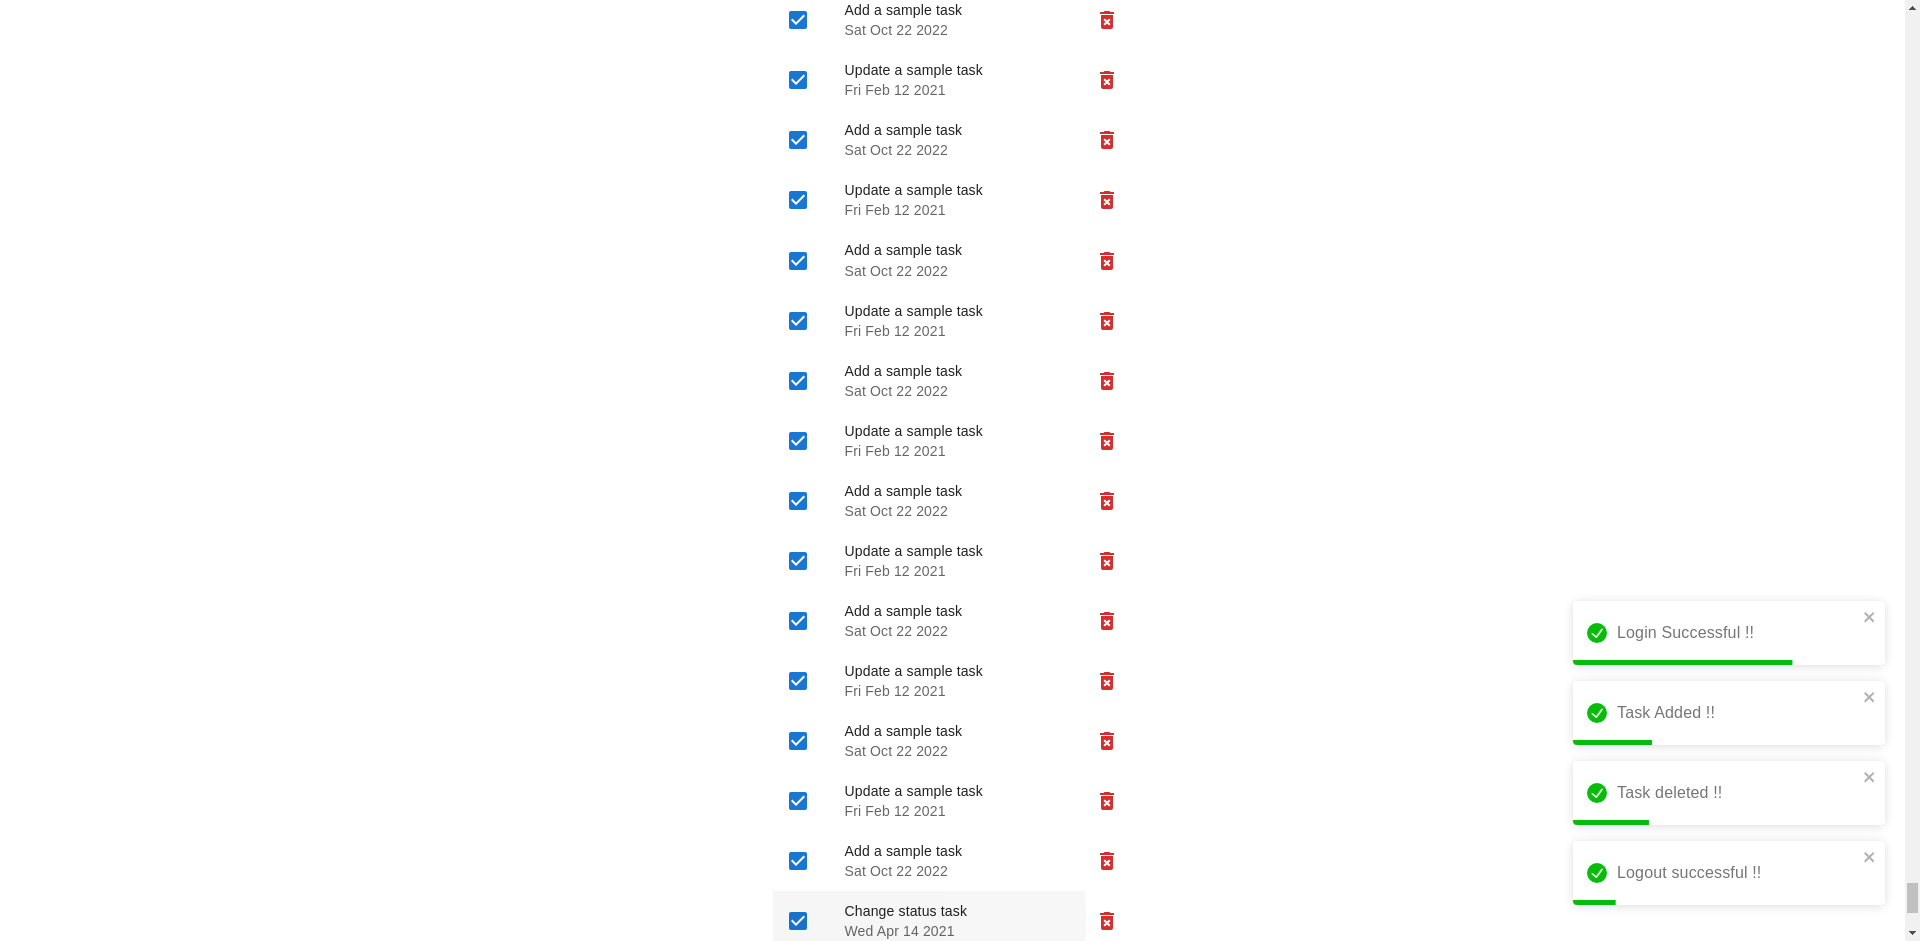 Add a sample task
Sat Oct 22 2022
Update a sample task
Fri Feb 12 2021
Add a sample task
Sat Oct 22 2022
Update a sample task
Fri Feb 12 2021
Add a sample task
Sat Oct 22 2022
Update a sample task
Fri Feb 12 2021
Add a sample task
Sat Oct 22 2022
Update a sample task
Fri Feb 12 2021
Add a sample task
Sat Oct 22 2022
Update a sample task
Fri Feb 12 2021
Add a sample task
Sat Oct 22 2022
Update a sample task
Fri Feb 12 2021
Add a sample task
Sat Oct 22 2022
Update a sample task
Fri Feb 12 2021
Add a sample task
Sat Oct 22 2022
Change status task
Wed Apr 14 2021
Login Successful !!
Task Added !!
Task deleted !!
Logout successful !!